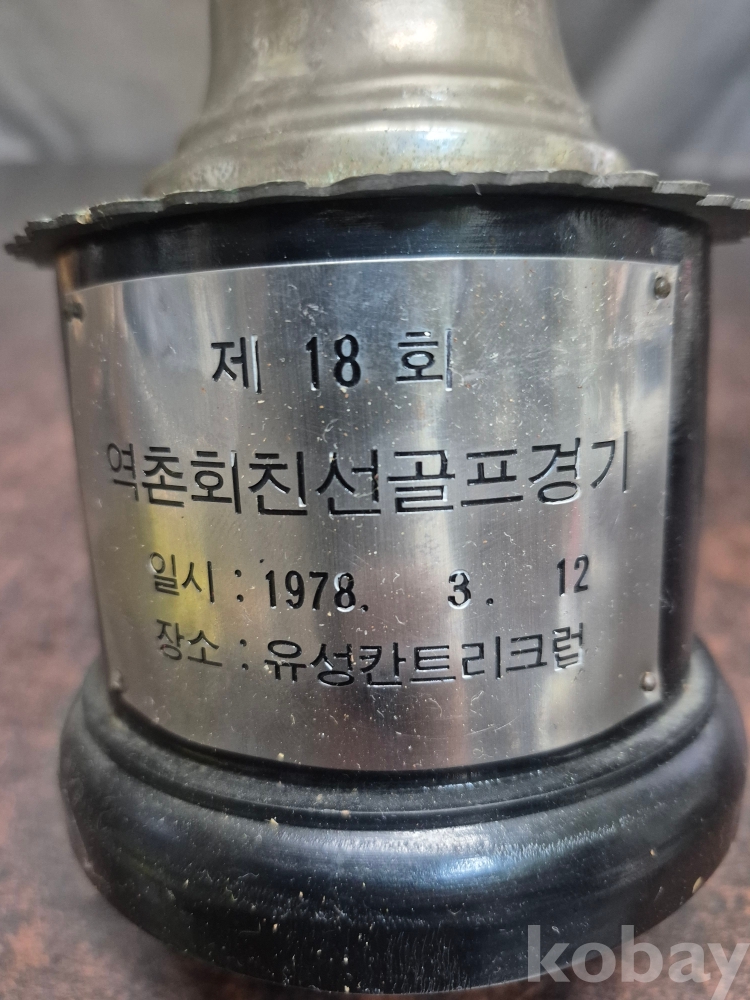 제 18 회
역촌회친선골프경기
일시 : 1978. 3. 12
장소 : 유성칸트리크럽
kobay